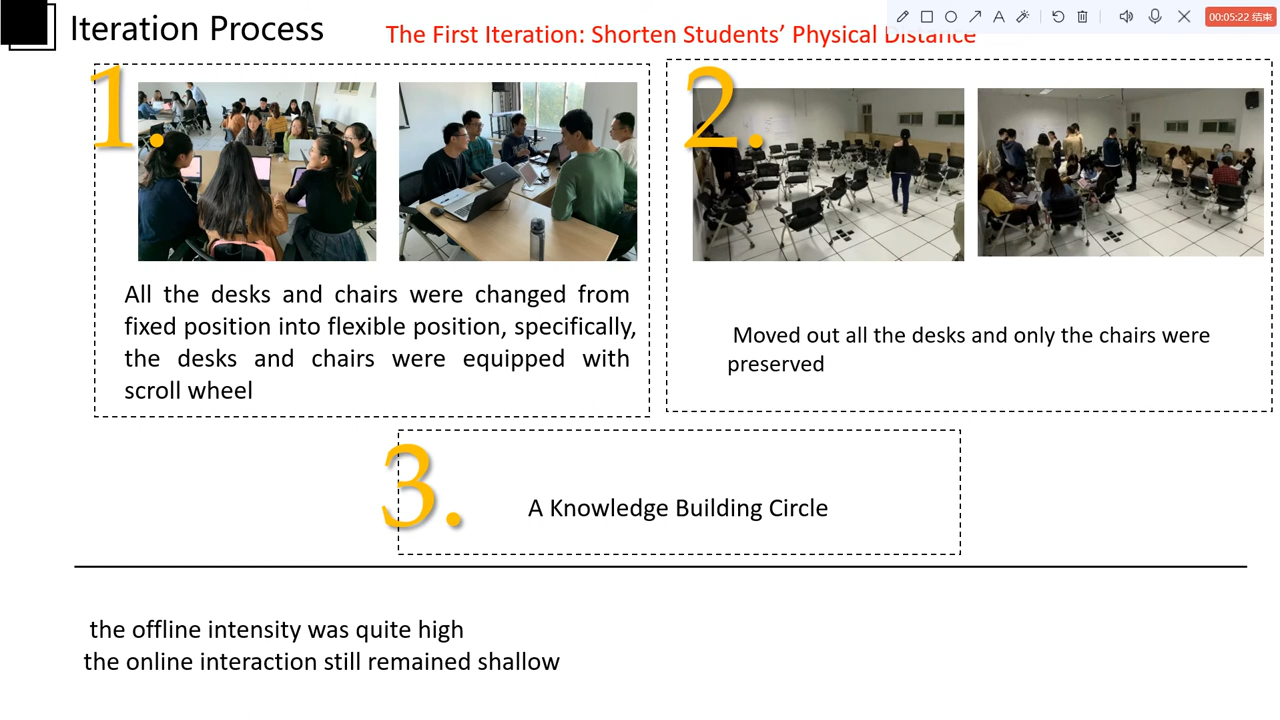 Iteration Process
The First Iteration: Shorten Students’ Physical Distance
00:05:22 结束
1.
All the desks and chairs were changed from
fixed position into flexible position, specifically,
the desks and chairs were equipped with
scroll wheel
2.
Moved out all the desks and only the chairs were
preserved
3.
A Knowledge Building Circle
the offline intensity was quite high
the online interaction still remained shallow